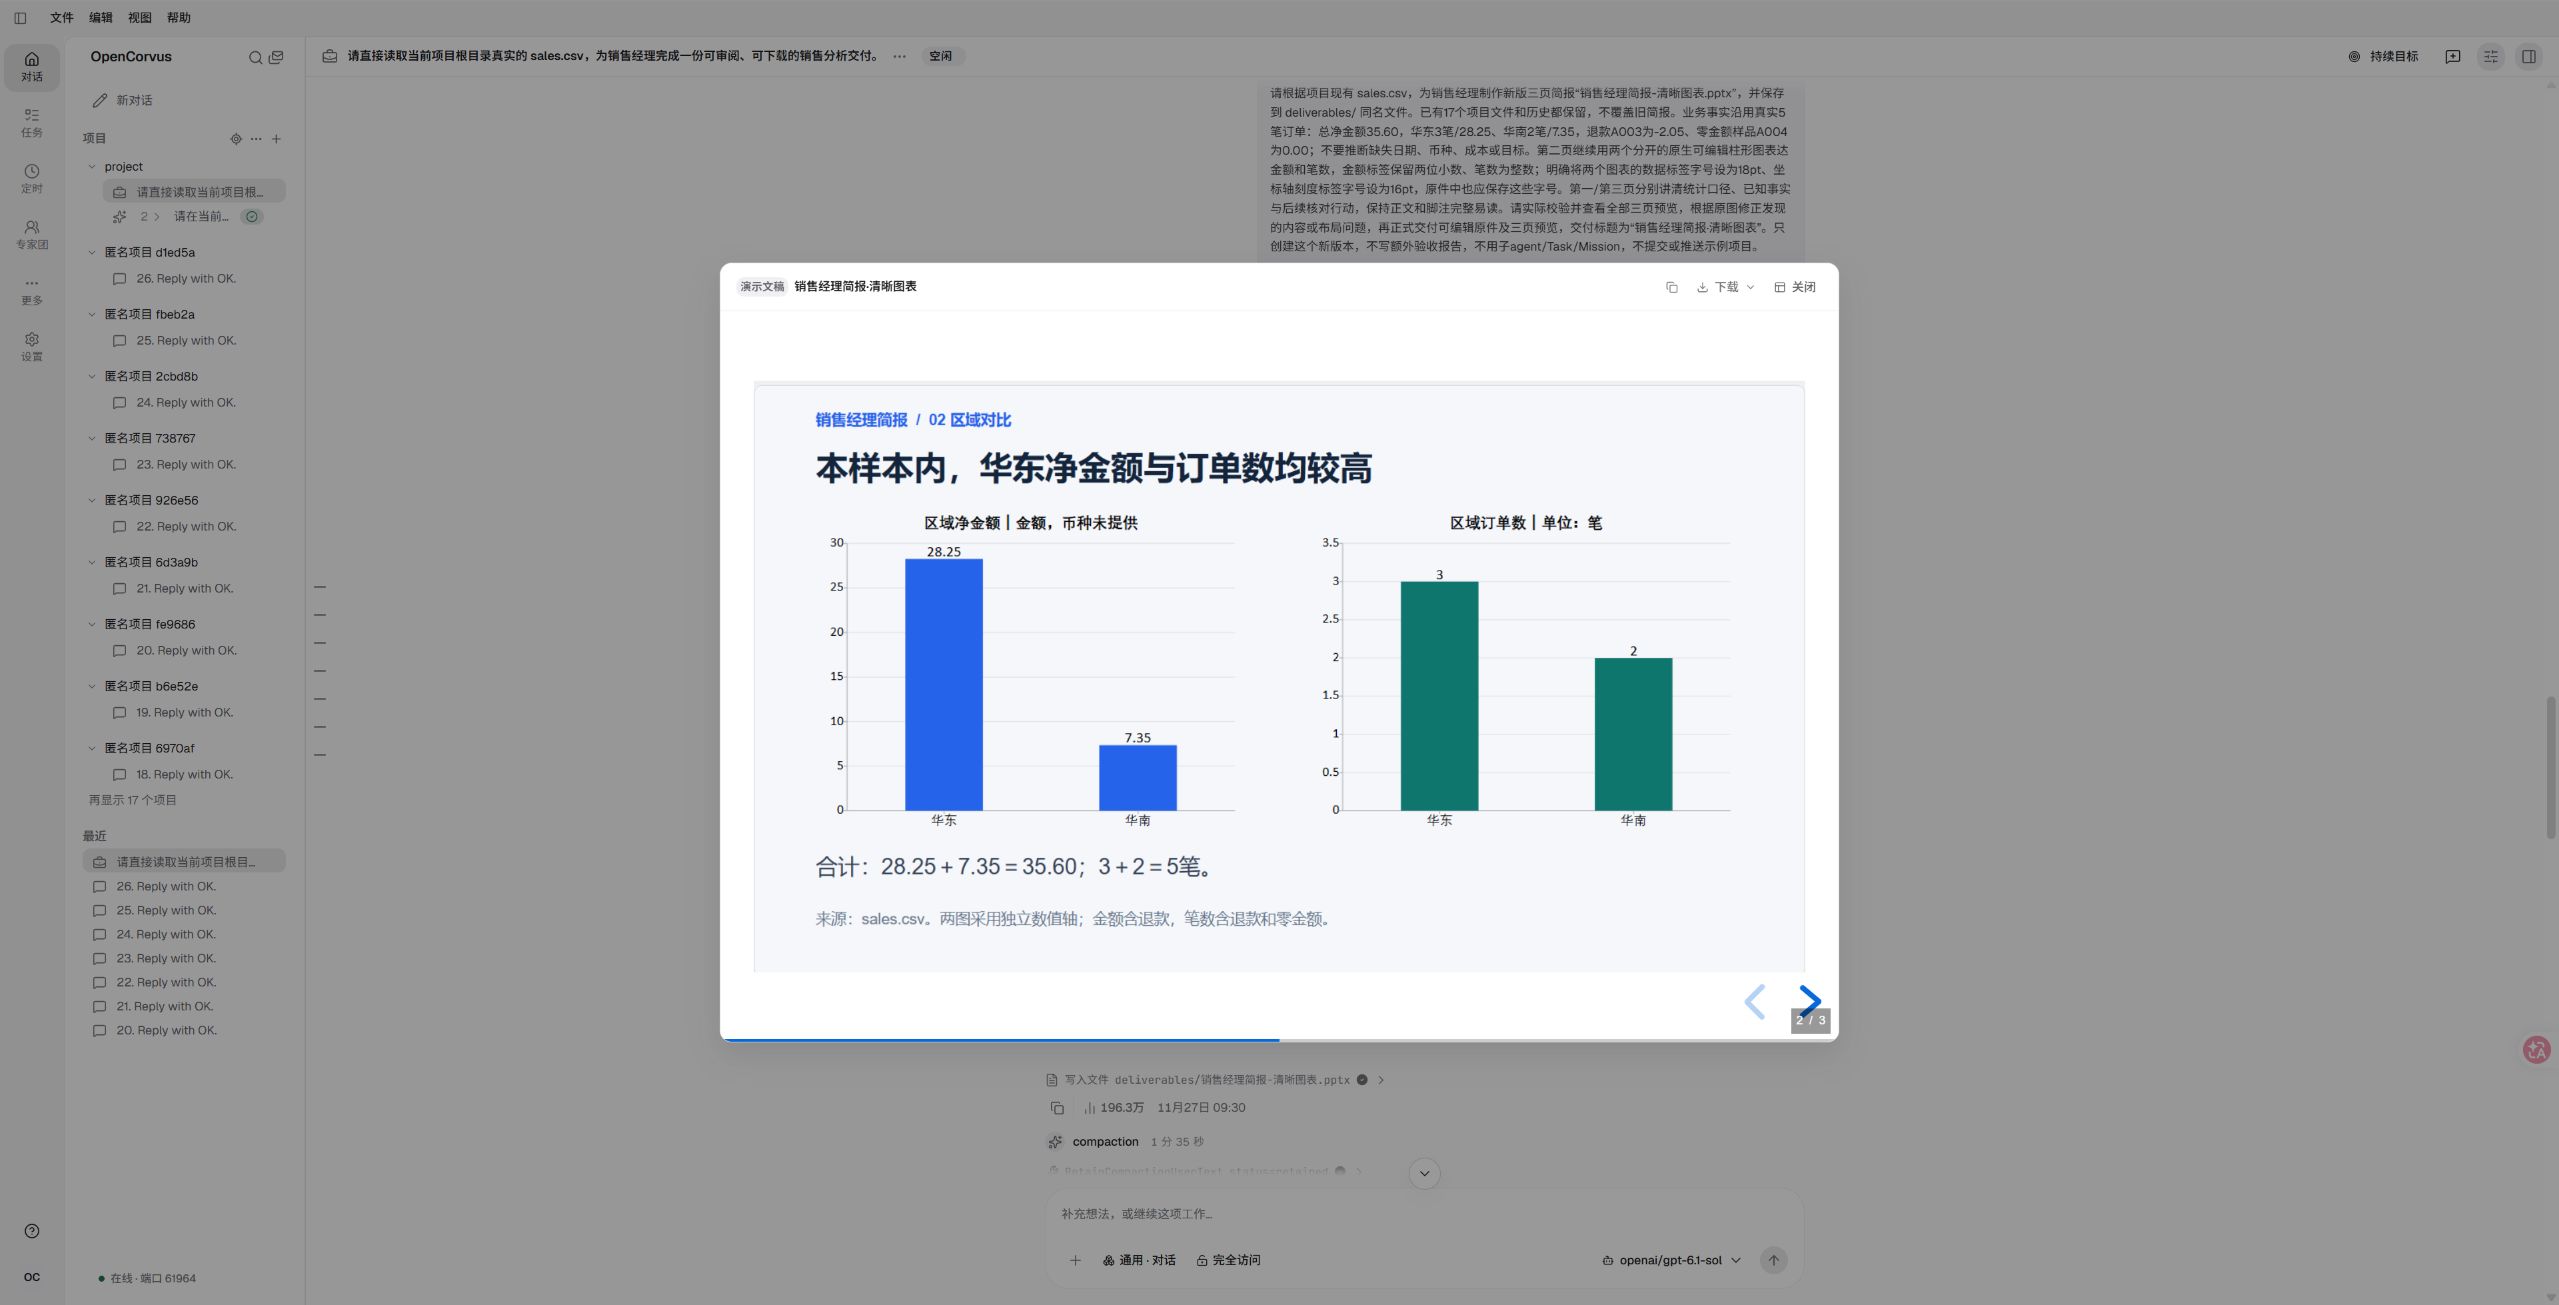 文件 编辑 视图 帮助
对话
任务
定时
专家团
更多
设置
OC
OpenCorvus
新对话
项目
project
请直接读取当前项目根...
2 > 请在当前...
匿名项目 d1ed5a
26. Reply with OK.
匿名项目 fbeb2a
25. Reply with OK.
匿名项目 2cbd8b
24. Reply with OK.
匿名项目 738767
23. Reply with OK.
匿名项目 926e56
22. Reply with OK.
匿名项目 6d3a9b
21. Reply with OK.
匿名项目 fe9686
20. Reply with OK.
匿名项目 b6e52e
19. Reply with OK.
匿名项目 6970af
18. Reply with OK.
再显示 17 个项目
最近
请直接读取当前项目根目...
26. Reply with OK.
25. Reply with OK.
24. Reply with OK.
23. Reply with OK.
22. Reply with OK.
21. Reply with OK.
20. Reply with OK.
在线 · 端口 61964
请直接读取当前项目根目录真实的 sales.csv，为销售经理完成一份可审阅、可下载的销售分析交付。 ··· 空闲
持续目标
请根据项目现有 sales.csv，为销售经理制作新版三页简报“销售经理简报-清晰图表.pptx”，并保存
到 deliverables/ 同名文件。已有17个项目文件和历史都保留，不覆盖旧简报。业务事实沿用真实5
笔订单：总净金额35.60，华东3笔/28.25、华南2笔/7.35，退款A003为-2.05、零金额样品A004
为0.00；不要推断缺失日期、币种、成本或目标。第二页继续用两个分开的原生可编辑柱形图表达
金额和笔数，金额标签保留两位小数、笔数为整数；明确将两个图表的数据标签字号设为18pt、坐
标轴刻度标签字号设为16pt，原件中也应保存这些字号。第一/第三页分别讲清统计口径、已知事实
与后续核对行动，保持正文和脚注完整易读。请实际校验并查看全部三页预览，根据原图修正发现
的内容或布局问题，再正式交付可编辑原件及三页预览，交付标题为“销售经理简报·清晰图表”。只
创建这个新版本，不写额外验收报告，不用子agent/Task/Mission，不提交或推送示例项目。
演示文稿 销售经理简报·清晰图表
下载
关闭
销售经理简报 / 02 区域对比
本样本内，华东净金额与订单数均较高
区域净金额 | 金额，币种未提供
30
25
20
15
10
5
0
28.25
7.35
华东 华南
区域订单数 | 单位：笔
3.5
3
2.5
2
1.5
1
0.5
0
3
2
华东 华南
合计：28.25 + 7.35 = 35.60；3 + 2 = 5笔。
来源：sales.csv。两图采用独立数值轴；金额含退款，笔数含退款和零金额。
2 / 3
写入文件 deliverables/销售经理简报-清晰图表.pptx
196.3万 11月27日 09:30
compaction 1 分 35 秒
RetainCompactionUserText status=retained
补充想法，或继续这项工作...
通用 · 对话
完全访问
openai/gpt-6.1-sol